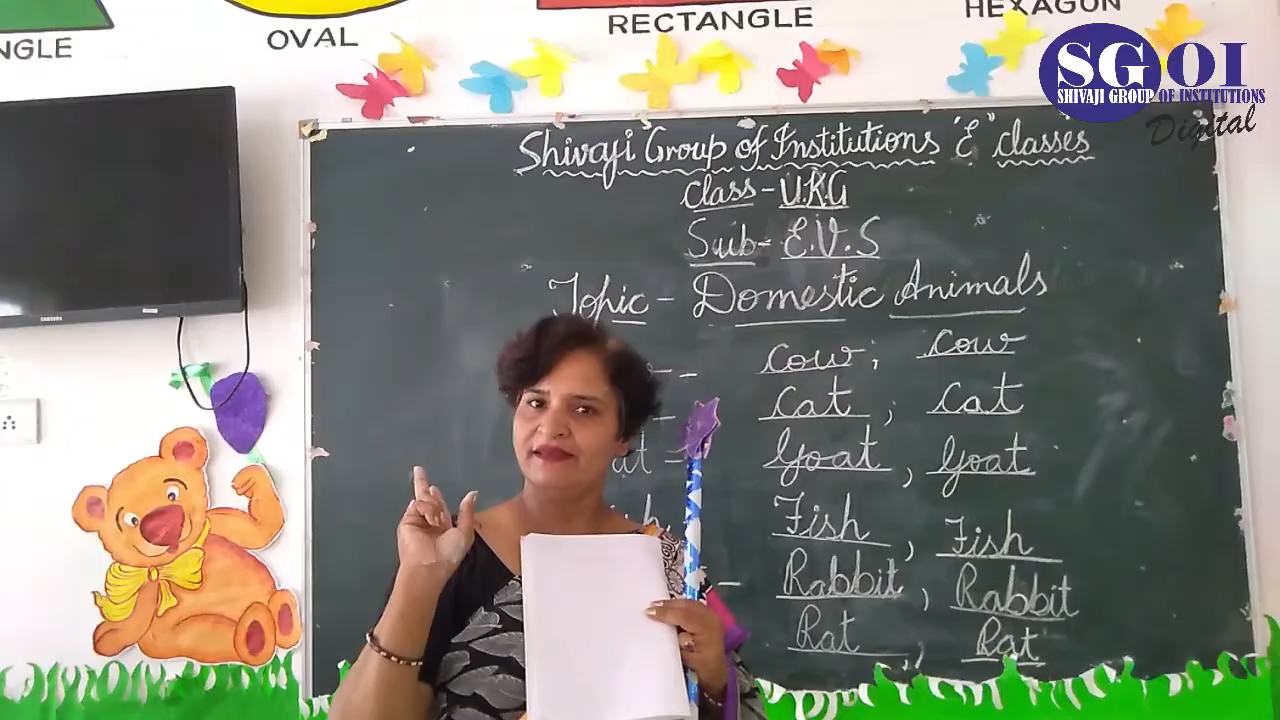 NGLE
OVAL
RECTANGLE
HEXAGON
SGOI
SHIVAJI GROUP OF INSTITUTIONS
Digital
Shivaji Group of Institutions "E" classes
Class - U.K.G
Sub - E.V.S
Topic - Domestic Animals
- cow ; cow
- Cat , Cat
at - Goat , Goat
Fish , Fish
- Rabbit , Rabbit
Rat , Rat
SAMSUNG